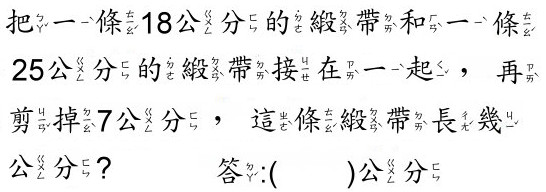 把一條18公分的緞帶和一條
25公分的緞帶接在一起，再
剪掉7公分，這條緞帶長幾
公分？ 答:( )公分